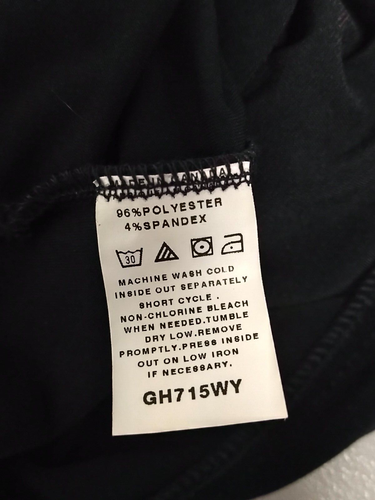 96%POLYESTER
4%SPANDEX
30
MACHINE WASH COLD
INSIDE OUT SEPARATELY
SHORT CYCLE .
NON-CHLORINE BLEACH
WHEN NEEDED.TUMBLE
DRY LOW.REMOVE
PROMPTLY.PRESS INSIDE
OUT ON LOW IRON
IF NECESSARY.
GH715WY